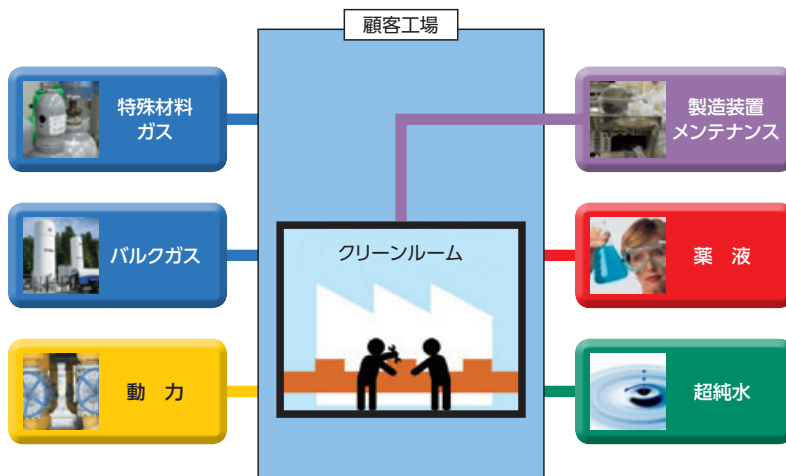 顧客工場
特殊材料
ガス
製造装置
メンテナンス
バルクガス
クリーンルーム
薬 液
動 力
超純水